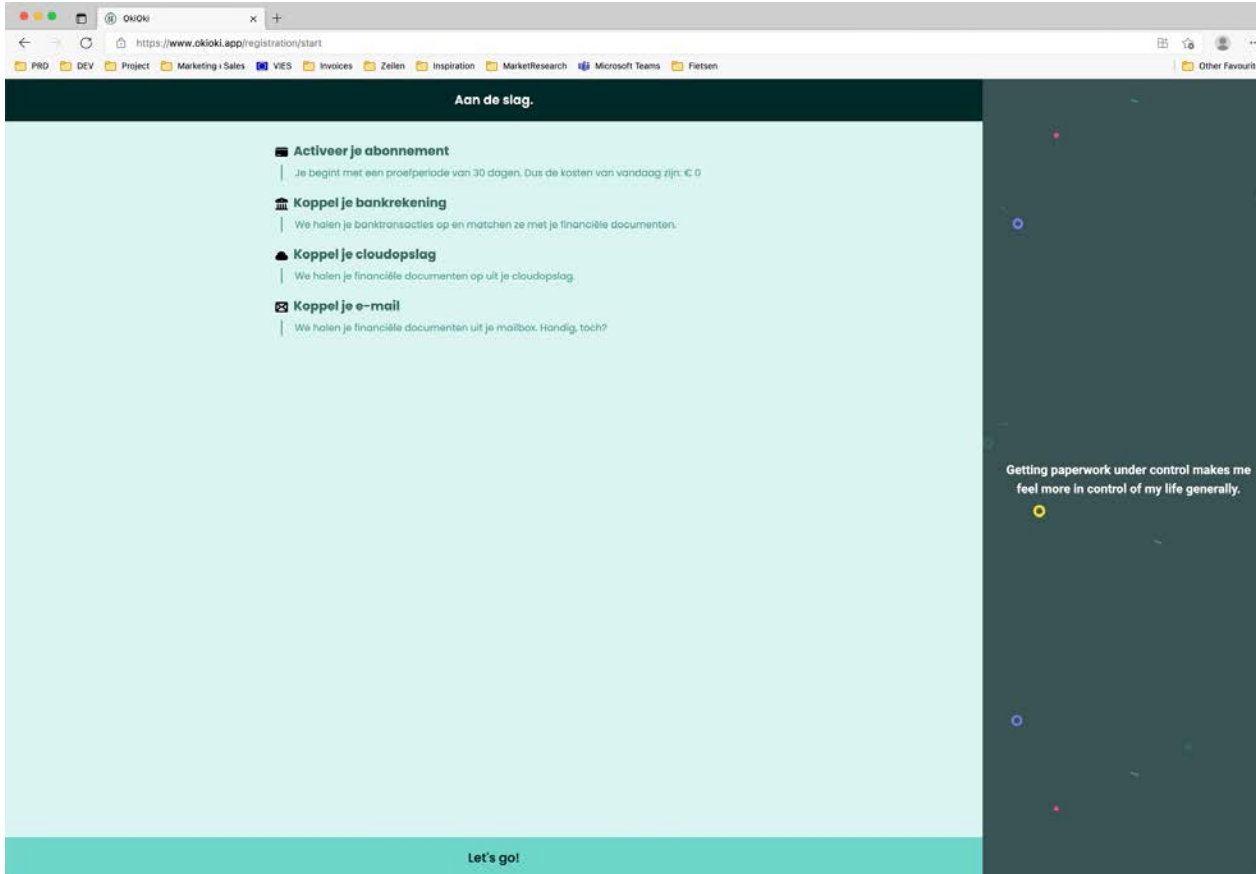 OkiOki
https://www.okioki.app/registration/start
PRD DEV Project Marketing & Sales VIES Invoices Zeilen Inspiration MarketResearch Microsoft Teams Fietsen Other Favourit
Aan de slag.
Activeer je abonnement
Je begint met een proefperiode van 30 dagen. Dus de kosten van vandaag zijn: € 0
Koppel je bankrekening
We halen je banktransacties op en matchen ze met je financiële documenten.
Koppel je cloudopslag
We halen je financiële documenten op uit je cloudopslag.
Koppel je e-mail
We halen je financiële documenten uit je mailbox. Handig, toch?
Getting paperwork under control makes me
feel more in control of my life generally.
Let's go!